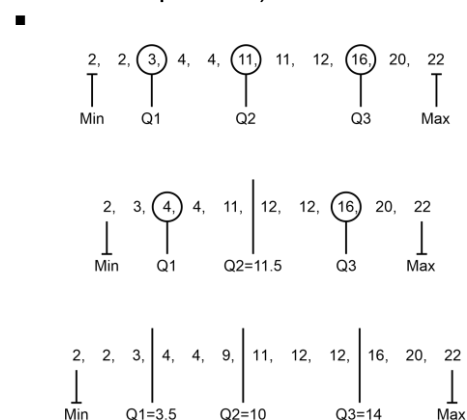 2, 2, 3, 4, 4, 11, 11, 12, 16, 20, 22
Min Q1 Q2 Q3 Max
2, 3, 4, 4, 11, 12, 12, 16, 20, 22
Min Q1 Q2=11.5 Q3 Max
2, 2, 3, 4, 4, 9, 11, 12, 12, 16, 20, 22
Min Q1=3.5 Q2=10 Q3=14 Max